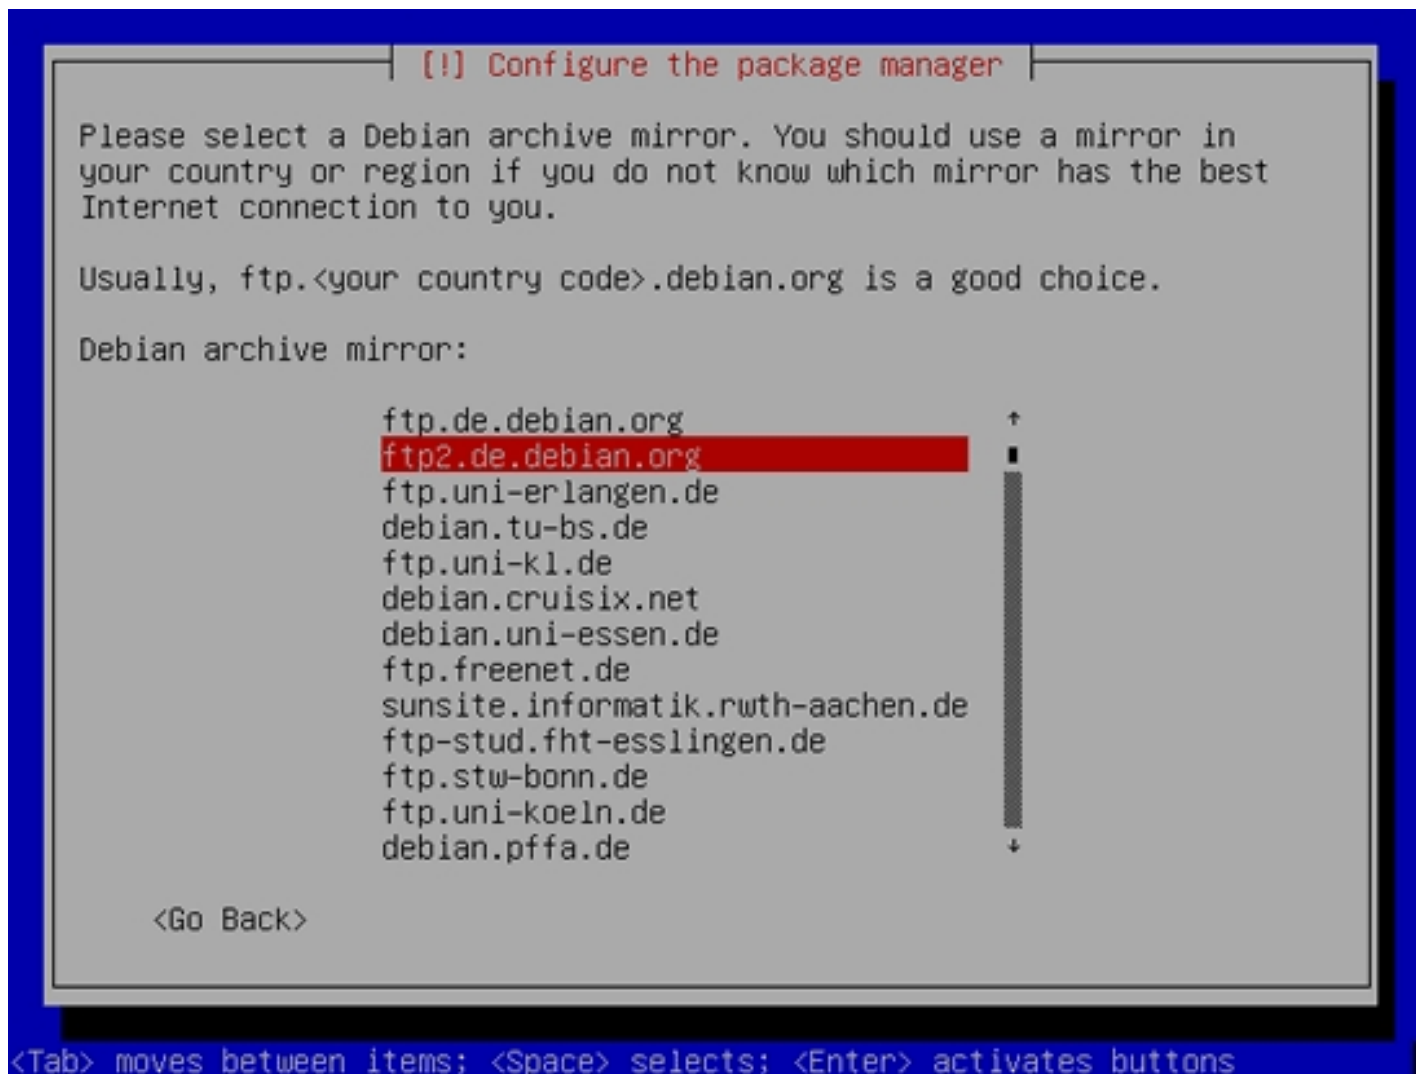 [!] Configure the package manager
Please select a Debian archive mirror. You should use a mirror in
your country or region if you do not know which mirror has the best
Internet connection to you.
Usually, ftp.<your country code>.debian.org is a good choice.
Debian archive mirror:
ftp.de.debian.org
ftp2.de.debian.org
ftp.uni-erlangen.de
debian.tu-bs.de
ftp.uni-kl.de
debian.cruisix.net
debian.uni-essen.de
ftp.freenet.de
sunsite.informatik.rwth-aachen.de
ftp-stud.fht-esslingen.de
ftp.stw-bonn.de
ftp.uni-koeln.de
debian.pffa.de
<Go Back>
<Tab> moves between items; <Space> selects; <Enter> activates buttons